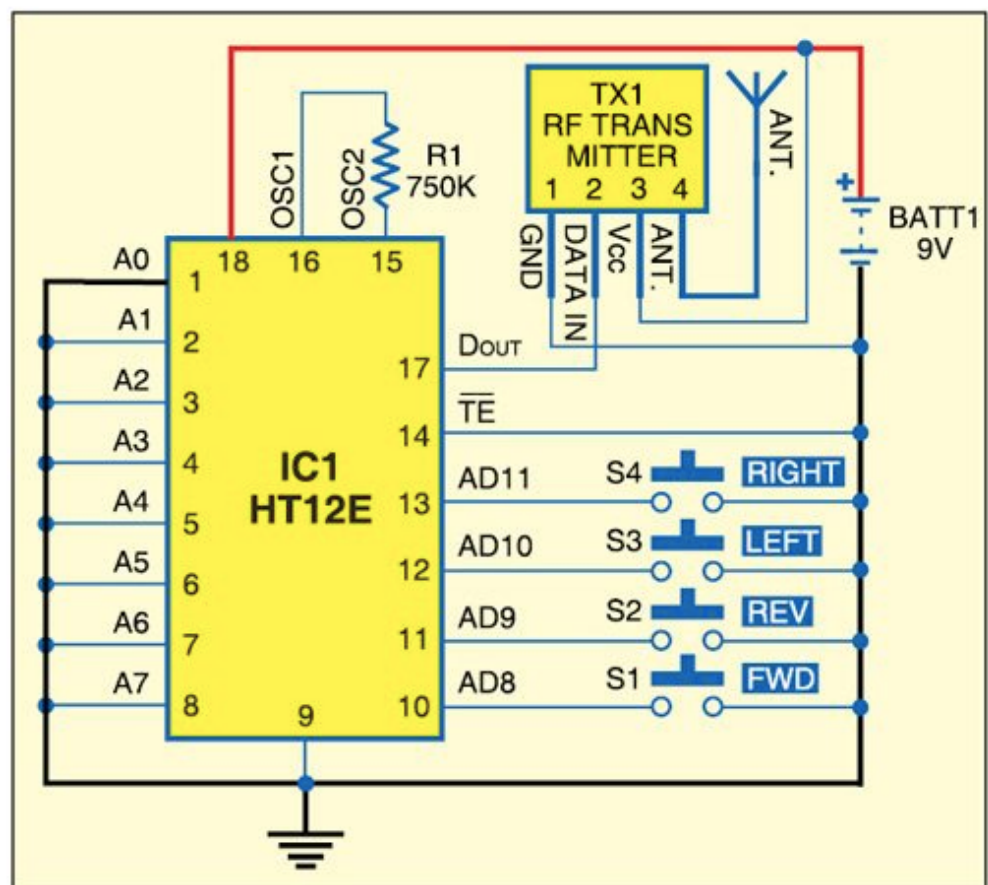 TX1
RF TRANS
MITTER
1 2 3 4
GND
DATA IN
Vcc
ANT.
ANT.
+
BATT1
9V
OSC1
OSC2
R1
750K
18 16 15
A0
1
A1
2
A2
3
A3
4
A4
5
A5
6
A6
7
A7
8
9
IC1
HT12E
17
DOUT
14
TE
13
AD11
S4
RIGHT
12
AD10
S3
LEFT
11
AD9
S2
REV
10
AD8
S1
FWD